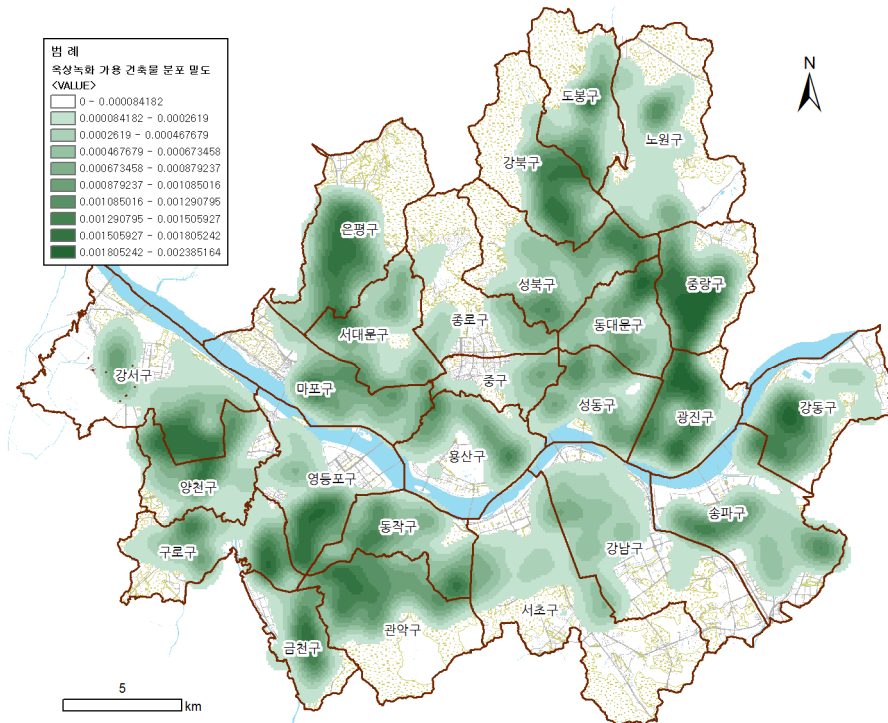 범 례
옥상녹화 가용 건축물 분포 밀도
<VALUE>
0 - 0.000084182
0.000084182 - 0.0002619
0.0002619 - 0.000467679
0.000467679 - 0.000673458
0.000673458 - 0.000879237
0.000879237 - 0.001085016
0.001085016 - 0.001290795
0.001290795 - 0.001505927
0.001505927 - 0.001805242
0.001805242 - 0.002385164
N
도봉구
노원구
강북구
은평구
성북구
중랑구
서대문구
종로구
동대문구
강서구
마포구
중구
성동구
광진구
강동구
용산구
양천구
영등포구
송파구
동작구
구로구
강남구
서초구
관악구
금천구
5
km